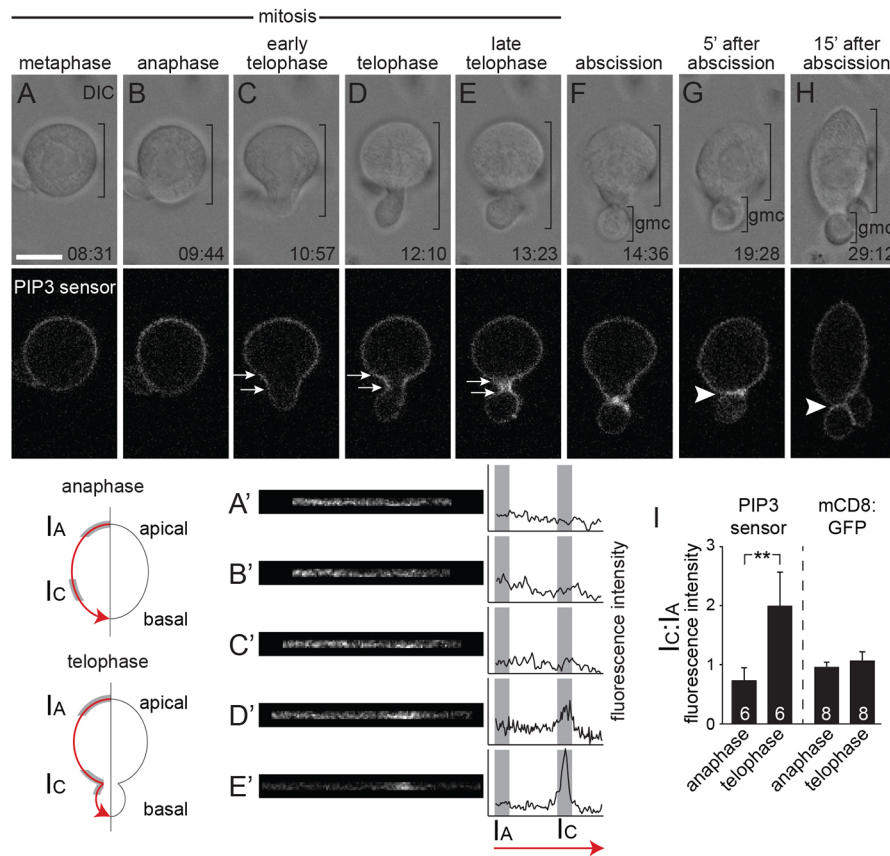 mitosis
metaphase
anaphase
early
telophase
telophase
late
telophase
abscission
5' after
abscission
15' after
abscission
A
DIC
B
C
D
E
F
G
H
gmc
gmc
gmc
08:31
09:44
10:57
12:10
13:23
14:36
19:28
29:12
PIP3 sensor
anaphase
IA
apical
IC
basal
telophase
IA
apical
IC
basal
A'
B'
C'
D'
E'
fluorescence intensity
IA
IC
I
PIP3
sensor
mCD8:
GFP
IC:IA
fluorescence intensity
3
2
1
0
**
6
6
8
8
anaphase
telophase
anaphase
telophase